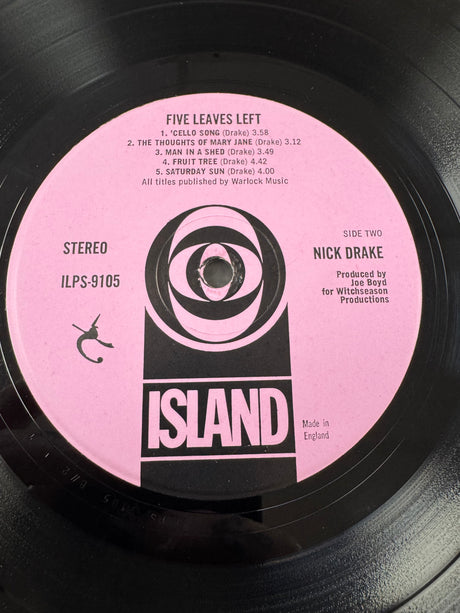 FIVE LEAVES LEFT
1. 'CELLO SONG (Drake) 3.58
2. THE THOUGHTS OF MARY JANE (Drake) 3.12
3. MAN IN A SHED (Drake) 3.49
4. FRUIT TREE (Drake) 4.42
5. SATURDAY SUN (Drake) 4.00
All titles published by Warlock Music
STEREO
ILPS-9105
SIDE TWO
NICK DRAKE
Produced by
Joe Boyd
for Witchseason
Productions
ISLAND
Made in
England